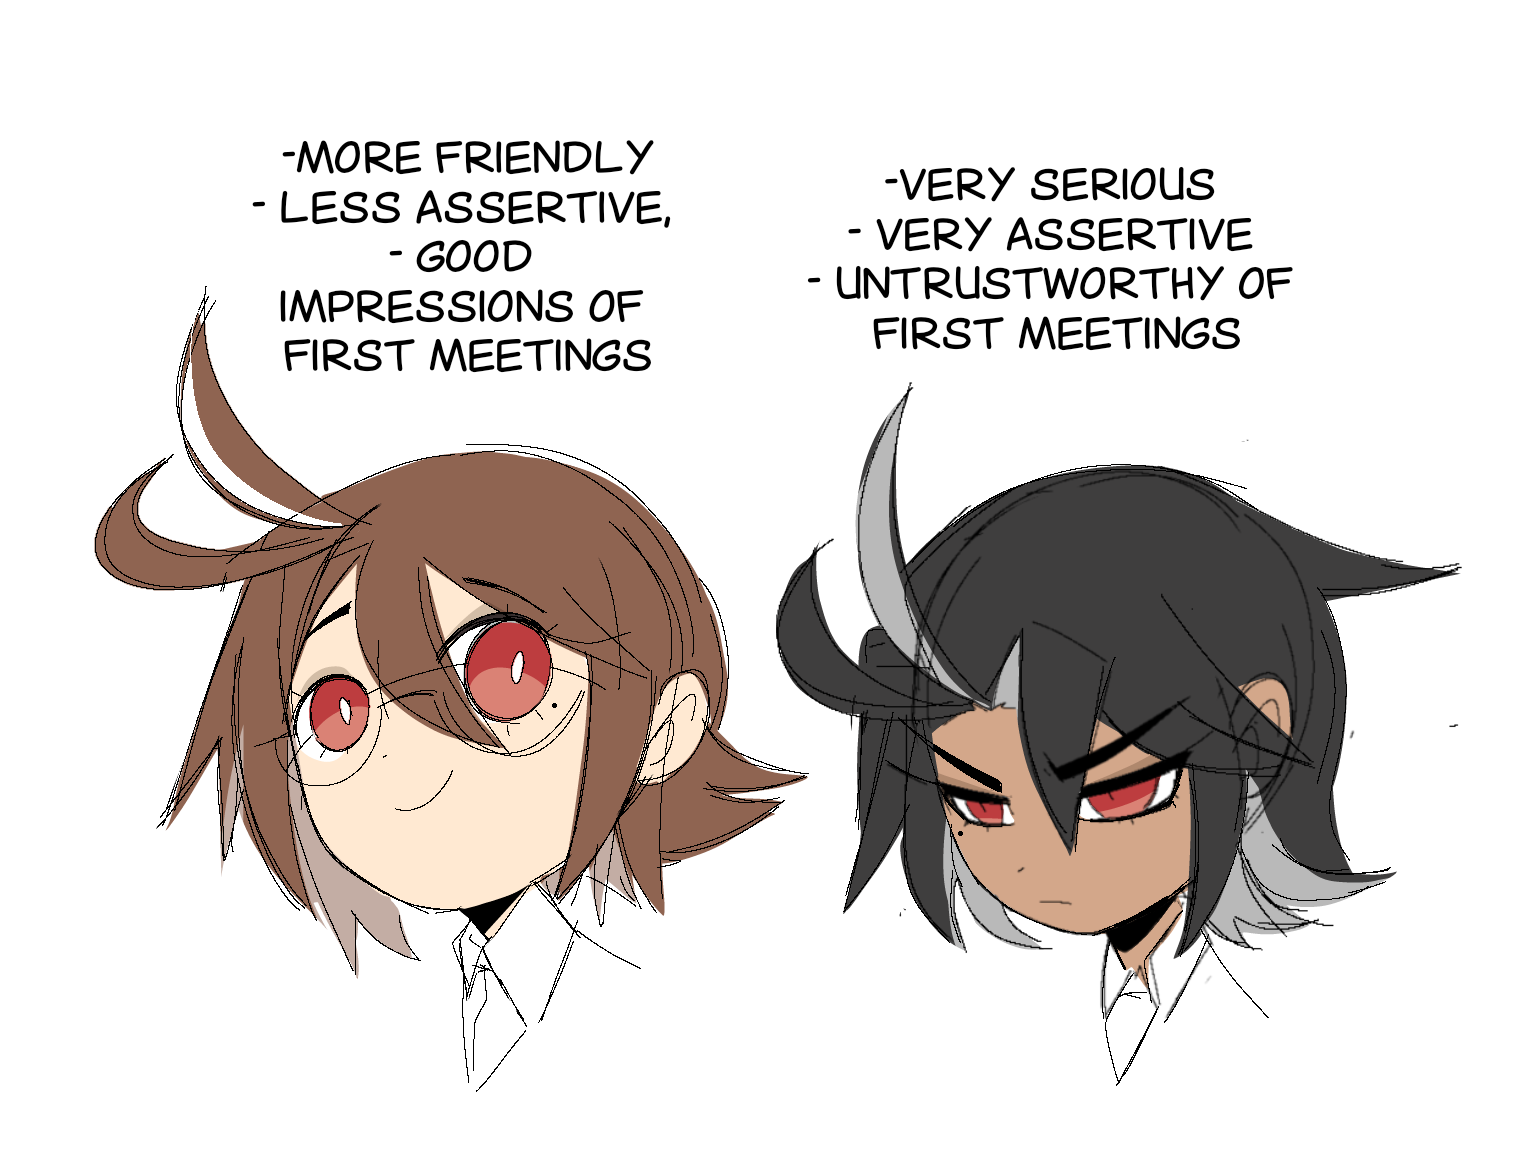 -MORE FRIENDLY
- LESS ASSERTIVE,
- GOOD
IMPRESSIONS OF
FIRST MEETINGS
-VERY SERIOUS
- VERY ASSERTIVE
- UNTRUSTWORTHY OF
FIRST MEETINGS